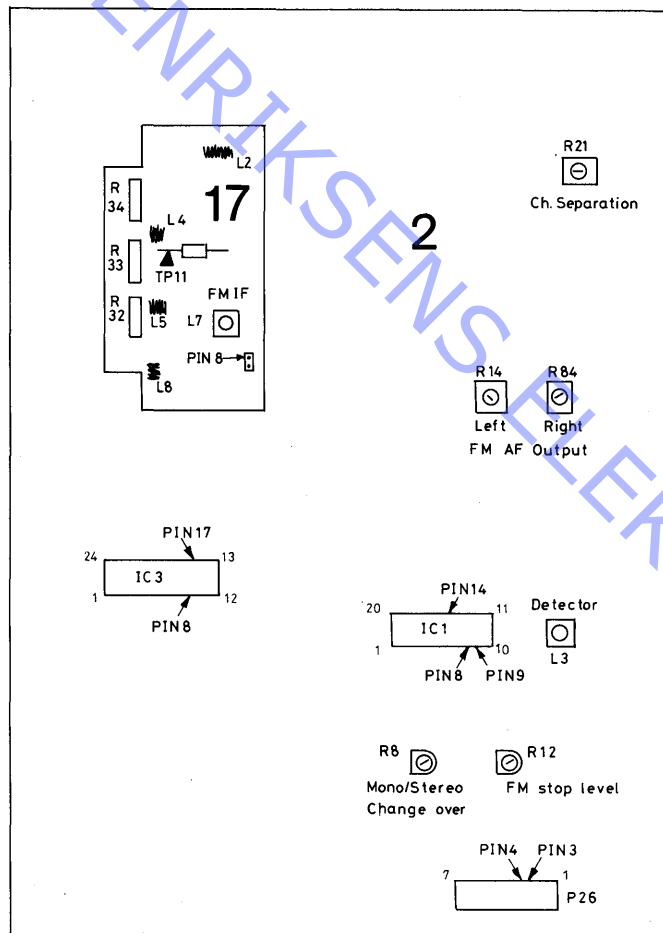 ENRIKSENS ELEK
R21
Ch. Separation
L2
R
34
17
L4
2
R
33
TP11
FM IF
R
32
L5
L7
PIN 8
L8
R14
R84
Left
Right
FM AF Output
PIN17
24
13
IC3
1
12
PIN8
PIN14
20
11
Detector
IC1
1
10
L3
PIN8
PIN9
R8
R12
Mono/Stereo
Change over
FM stop level
PIN4
PIN3
7
1
P26